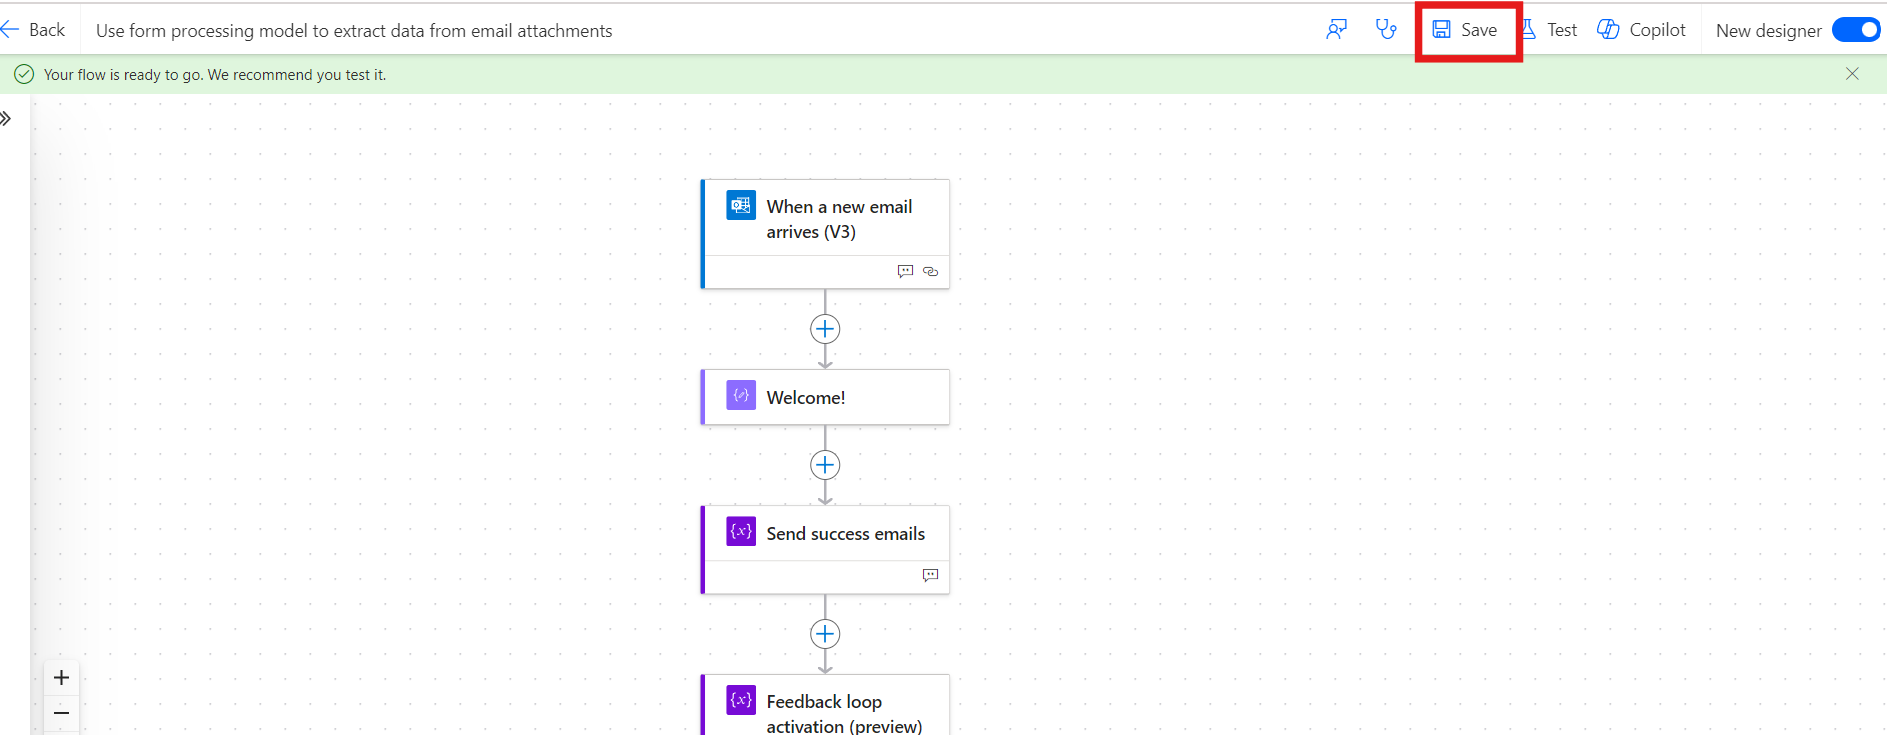 Back
Use form processing model to extract data from email attachments
Save
Test
Copilot
New designer
Your flow is ready to go. We recommend you test it.
When a new email
arrives (V3)
Welcome!
{x}
Send success emails
{x}
Feedback loop
activation (preview)